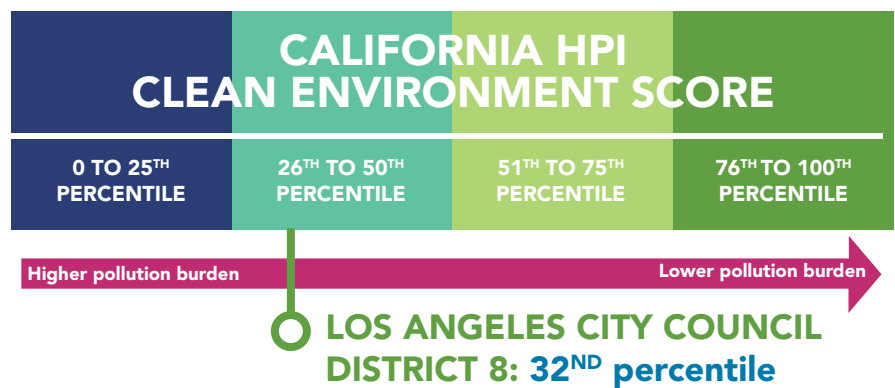 CALIFORNIA HPI
CLEAN ENVIRONMENT SCORE
0 TO 25TH
PERCENTILE
26TH TO 50TH
PERCENTILE
51TH TO 75TH
PERCENTILE
76TH TO 100TH
PERCENTILE
Higher pollution burden
Lower pollution burden
LOS ANGELES CITY COUNCIL
DISTRICT 8: 32ND percentile